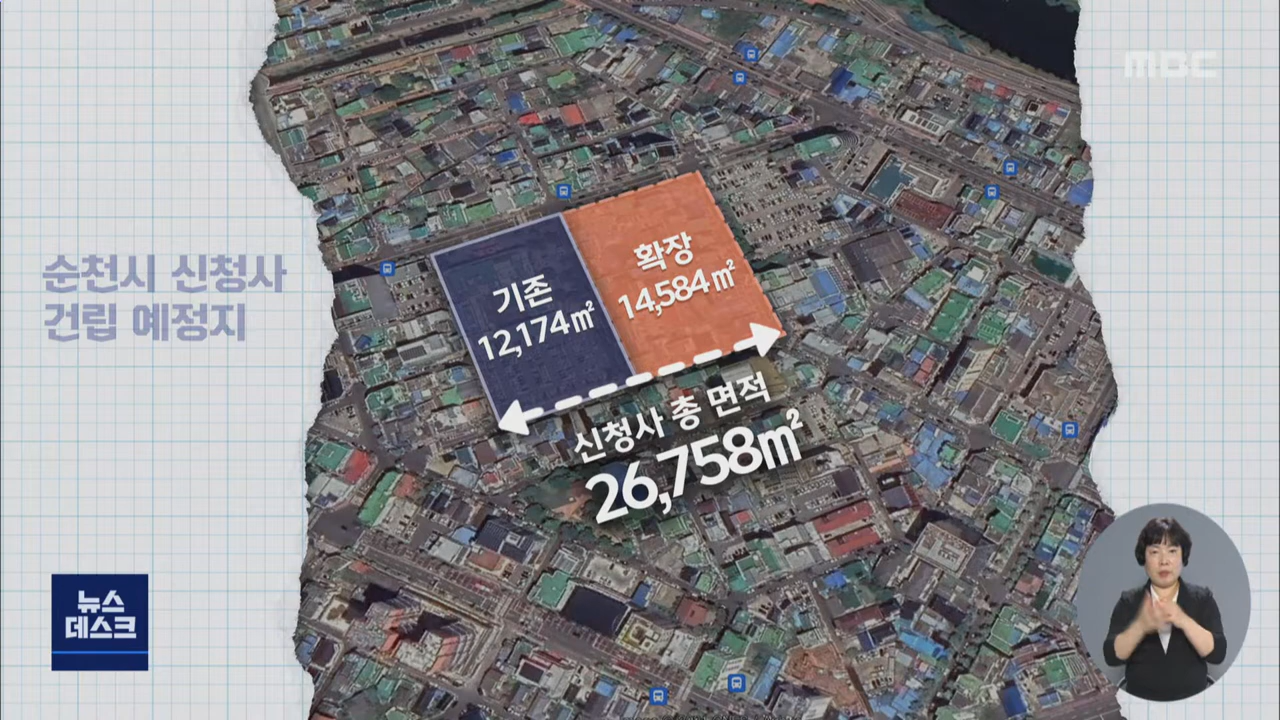 MBC
순천시 신청사
건립 예정지
기존
12,174㎡
확장
14,584㎡
신청사 총 면적
26,758㎡
뉴스
데스크